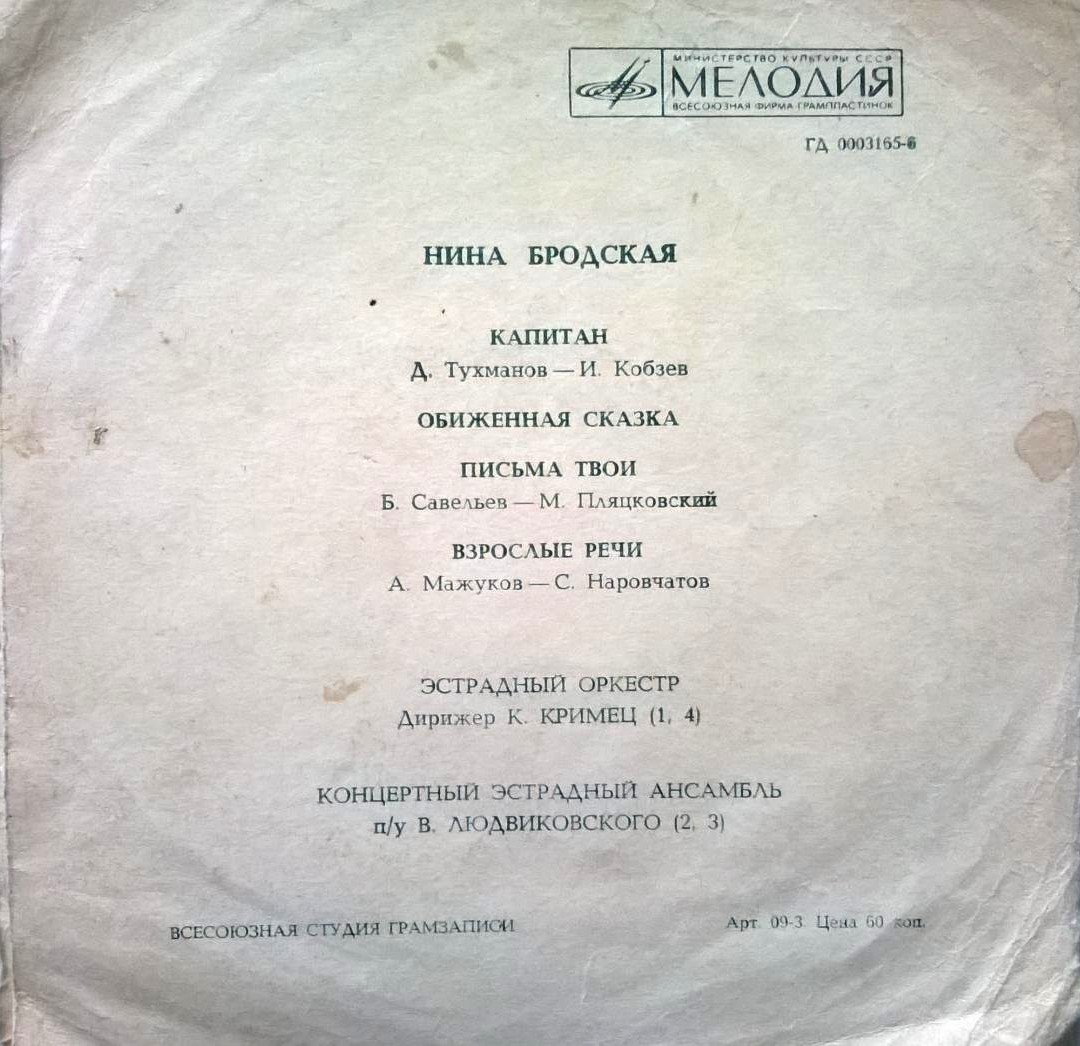 МИНИСТЕРСТВО КУЛЬТУРЫ СССР
МЕЛОДИЯ
ВСЕСОЮЗНАЯ ФИРМА ГРАМПЛАСТИНОК
ГД 0003165-6
НИНА БРОДСКАЯ
КАПИТАН
Д. Тухманов — И. Кобзев
ОБИЖЕННАЯ СКАЗКА
ПИСЬМА ТВОИ
Б. Савельев — М. Пляцковский
ВЗРОСЛЫЕ РЕЧИ
А. Мажуков — С. Наровчатов
ЭСТРАДНЫЙ ОРКЕСТР
Дирижер К. КРИМЕЦ (1, 4)
КОНЦЕРТНЫЙ ЭСТРАДНЫЙ АНСАМБЛЬ
п/у В. ЛЮДВИКОВСКОГО (2, 3)
ВСЕСОЮЗНАЯ СТУДИЯ ГРАМЗАПИСИ
Арт. 09-3. Цена 60 коп.